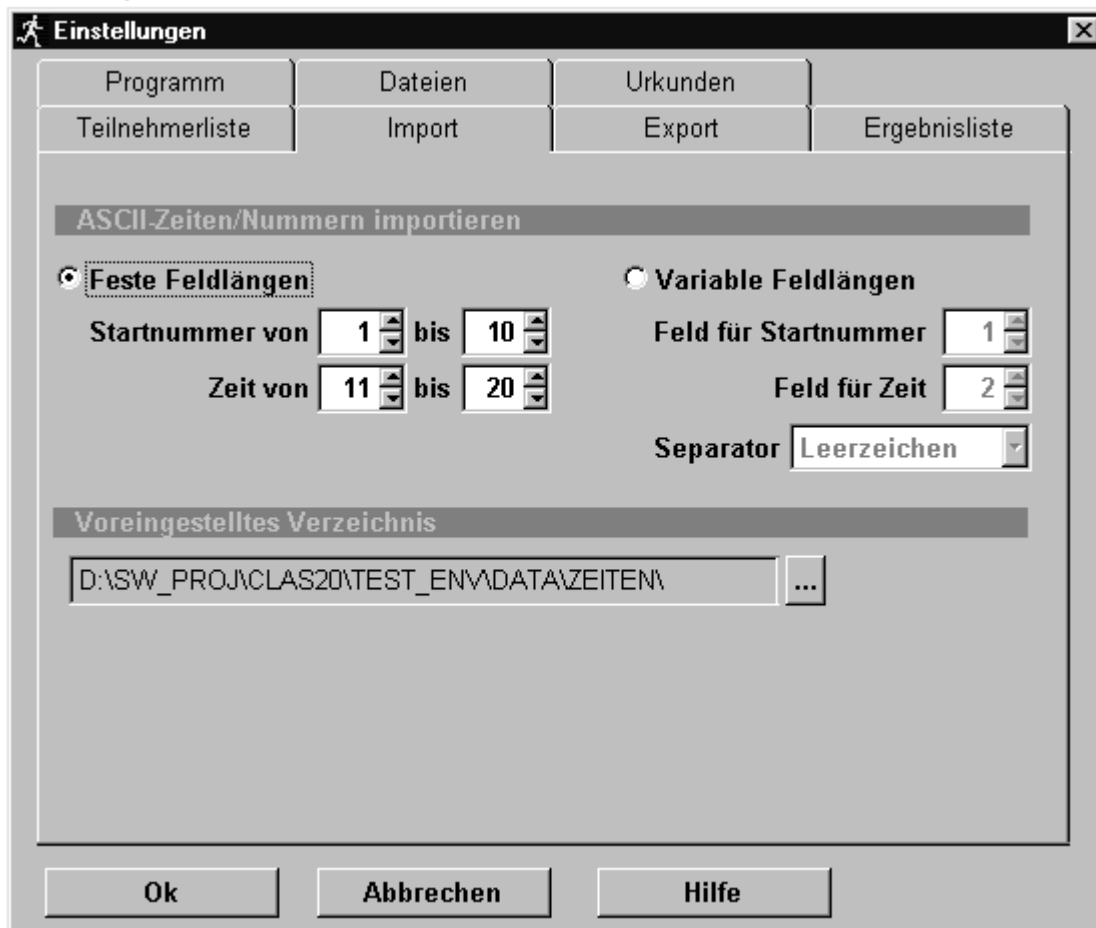 Einstellungen
Programm Dateien Urkunden
Teilnehmerliste Import Export Ergebnisliste
ASCII-Zeiten/Nummern importieren
Feste Feldlängen Variable Feldlängen
Startnummer von 1 bis 10 Feld für Startnummer 1
Zeit von 11 bis 20 Feld für Zeit 2
Separator Leerzeichen
Voreingestelltes Verzeichnis
D:\SW_PROJ\CLAS20\TEST_ENV\DATA\ZEITEN\ ...
Ok Abbrechen Hilfe